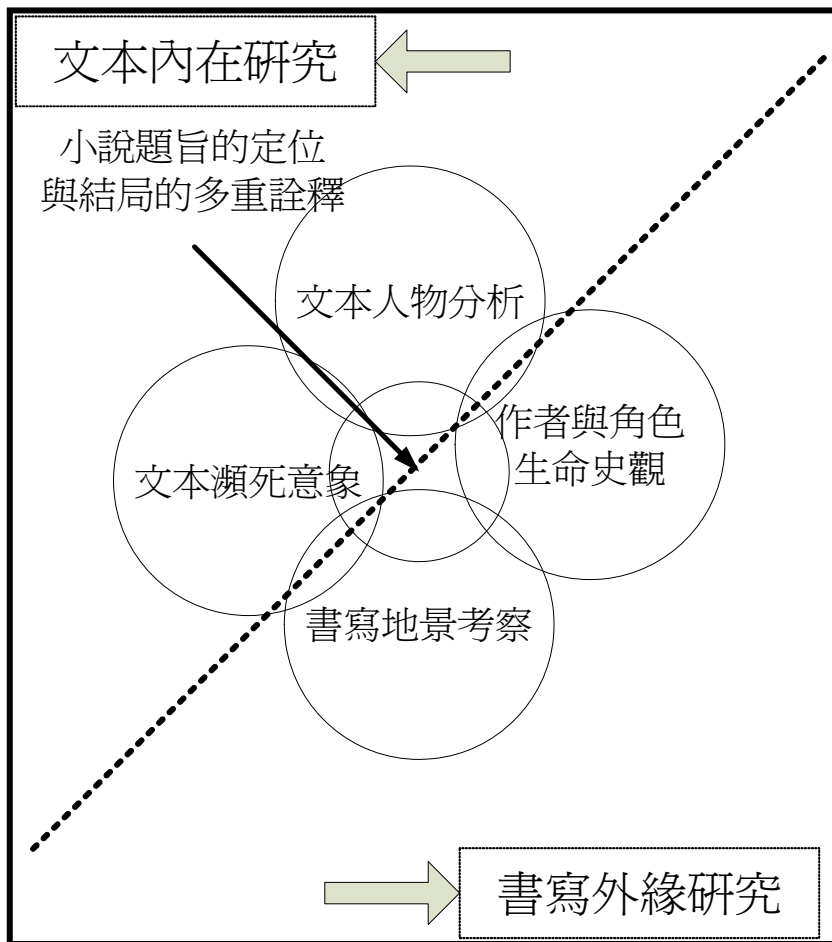 文本內在研究
小說題旨的定位
與結局的多重詮釋
文本人物分析
作者與角色
生命史觀
文本瀕死意象
書寫地景考察
書寫外緣研究